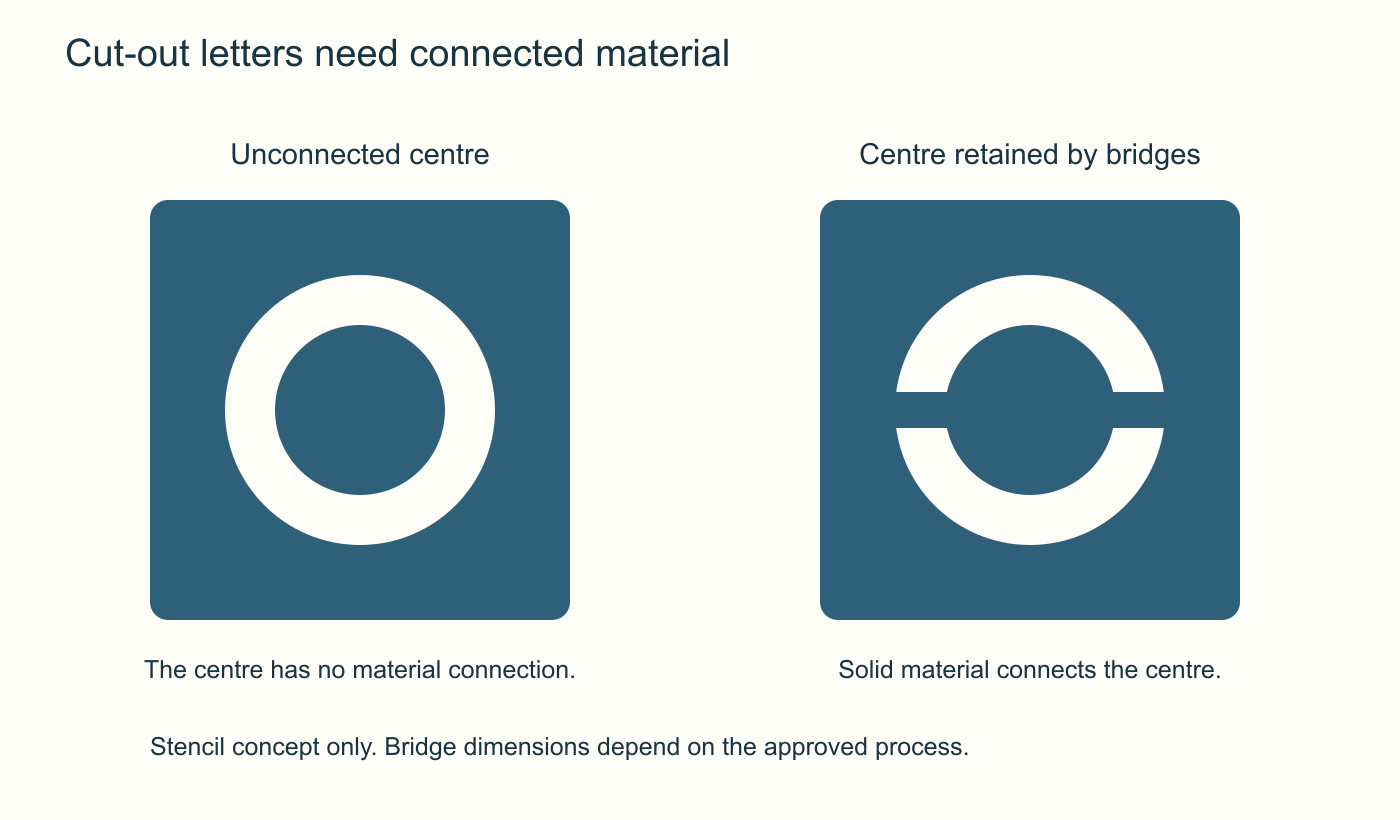 Cut-out letters need connected material
Unconnected centre
Centre retained by bridges
The centre has no material connection.
Solid material connects the centre.
Stencil concept only. Bridge dimensions depend on the approved process.